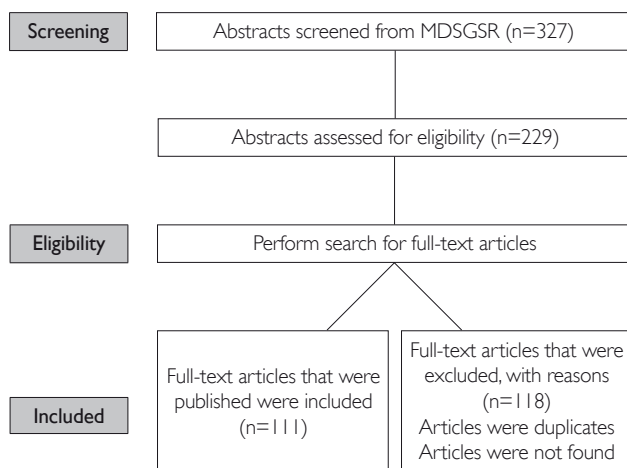 Screening
Abstracts screened from MDSGSR (n=327)
Abstracts assessed for eligibility (n=229)
Eligibility
Perform search for full-text articles
Included
Full-text articles that were
published were included
(n=111)
Full-text articles that were
excluded, with reasons
(n=118)
Articles were duplicates
Articles were not found